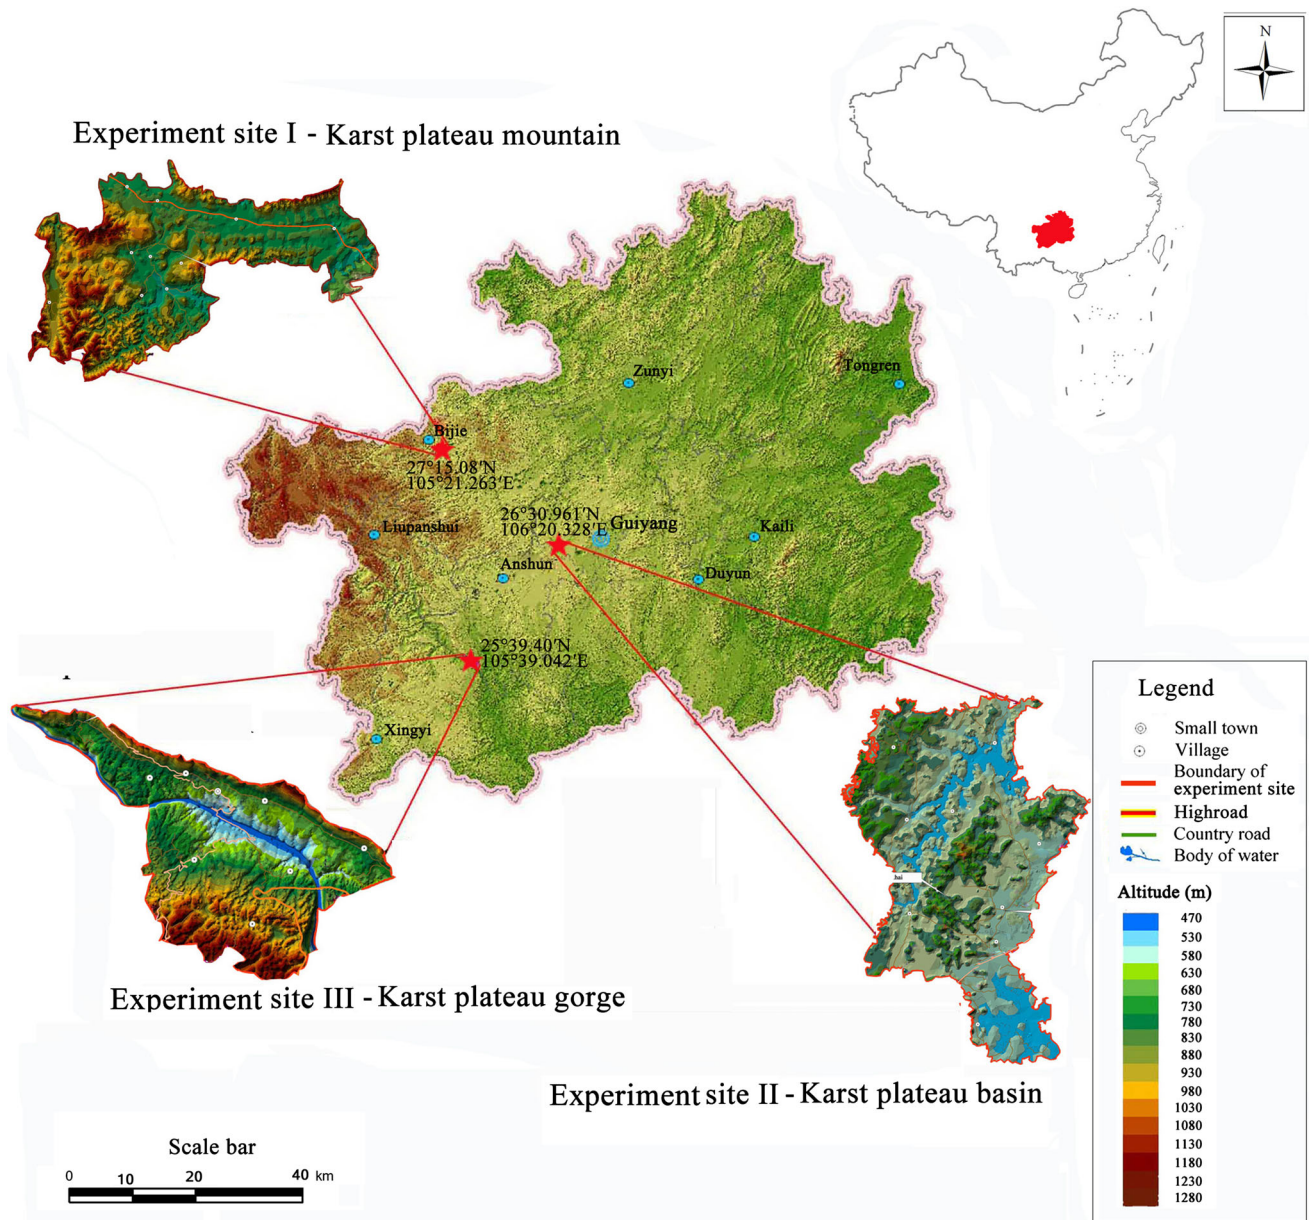 N
Experiment site I - Karst plateau mountain
Zunyi
Tongren
Bijie
27°15.08'N
105°21.263'E
26°30.961'N
106°20.328'E
Guiyang
Liupanshui
Kaili
Anshun
Duyun
25°39.40'N
105°39.042'E
Xingyi
Legend
Small town
Village
Boundary of
experiment site
Highroad
Country road
Body of water
Altitude (m)
470
530
580
630
680
730
780
830
880
930
980
1030
1080
1130
1180
1230
1280
hai
Experiment site III - Karst plateau gorge
Experiment site II - Karst plateau basin
Scale bar
0 10 20 40 km